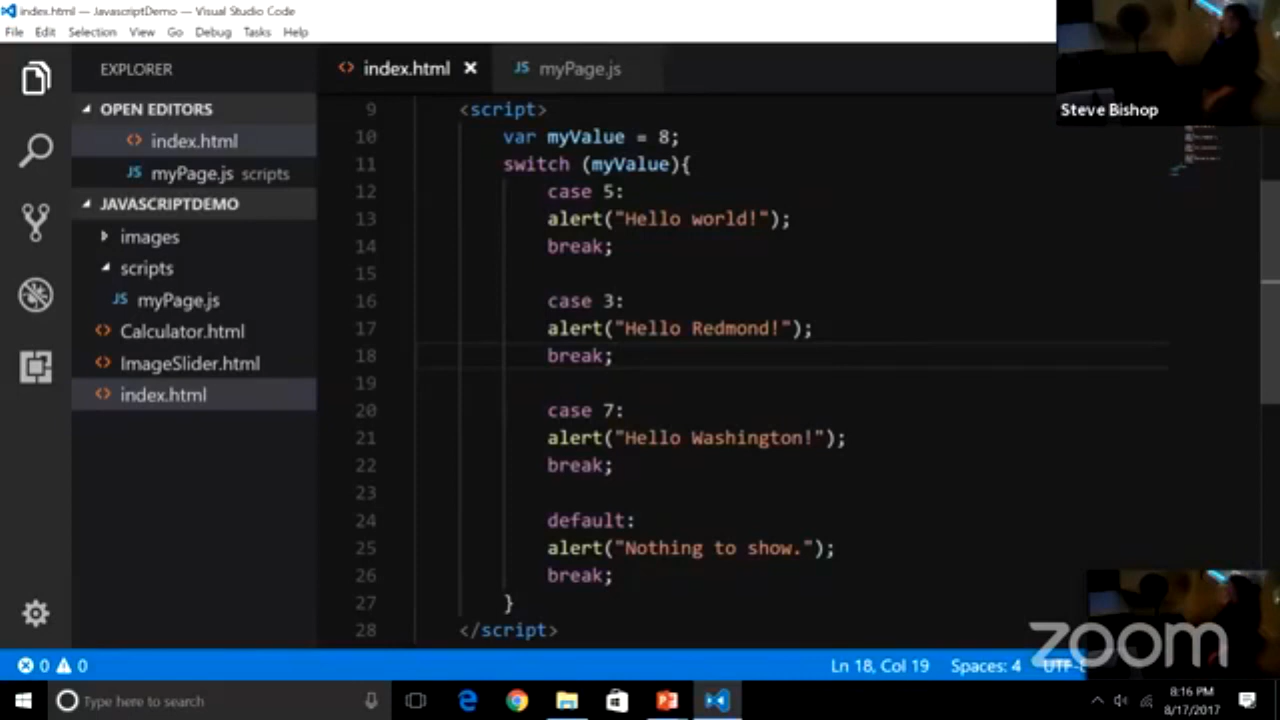 index.html — JavascriptDemo — Visual Studio Code
File Edit Selection View Go Debug Tasks Help
EXPLORER
OPEN EDITORS
index.html
myPage.js scripts
JAVASCRIPTDEMO
images
scripts
JS myPage.js
Calculator.html
ImageSlider.html
index.html
index.html
JS myPage.js
9 <script>
10 var myValue = 8;
11 switch (myValue){
12 case 5:
13 alert("Hello world!");
14 break;
15
16 case 3:
17 alert("Hello Redmond!");
18 break;
19
20 case 7:
21 alert("Hello Washington!");
22 break;
23
24 default:
25 alert("Nothing to show.");
26 break;
27 }
28 </script>
Steve Bishop
zoom
0 0
Ln 18, Col 19 Spaces: 4
Type here to search
8:16 PM
8/17/2017